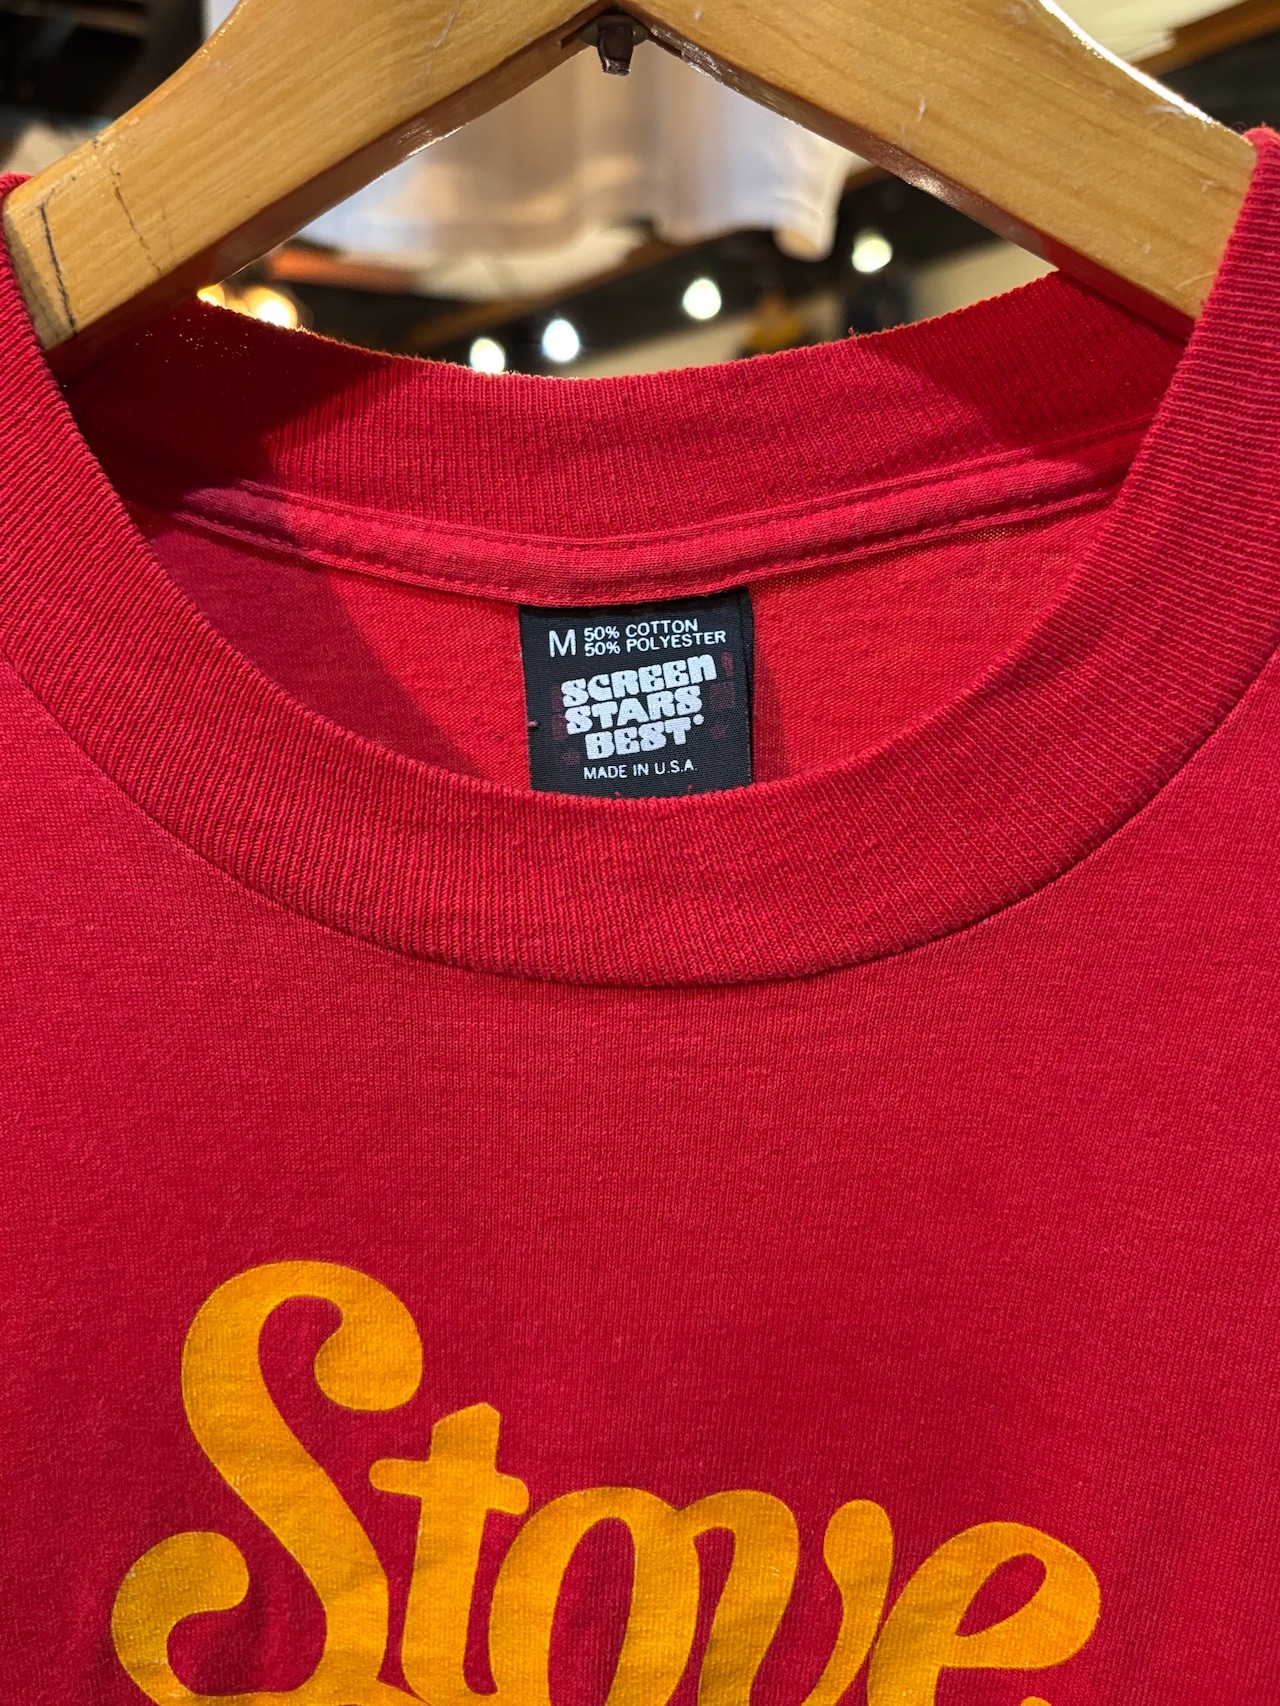 M 50% COTTON
50% POLYESTER
SCREEN
STARS
BEST
MADE IN U.S.A.
Stove